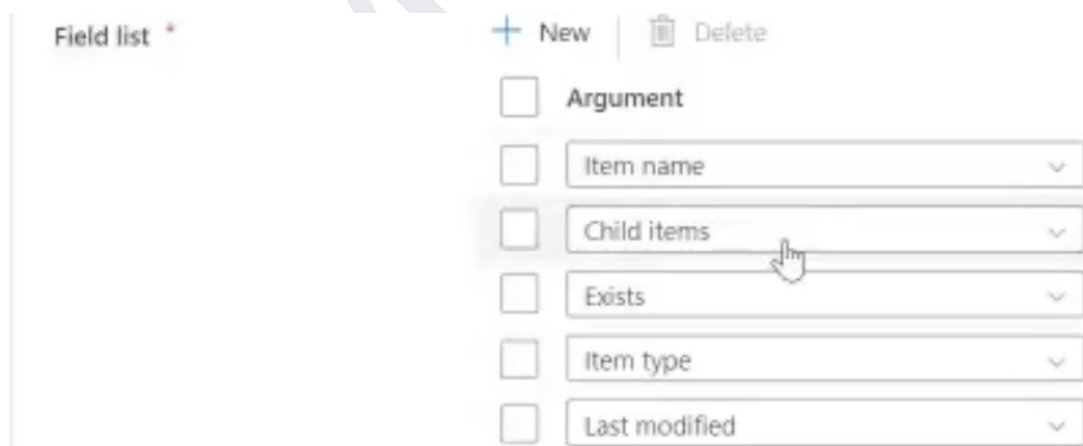 Field list *
New Delete
Argument
Item name
Child items
Exists
Item type
Last modified